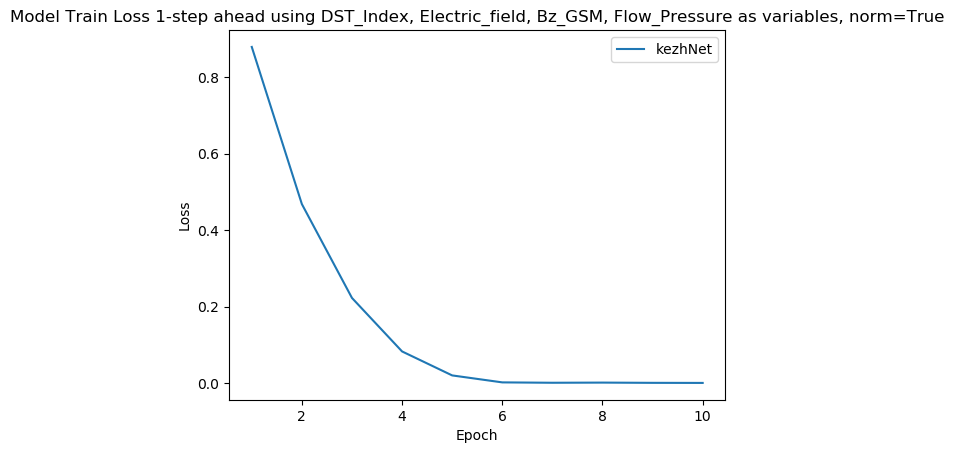 Model Train Loss 1-step ahead using DST_Index, Electric_field, Bz_GSM, Flow_Pressure as variables, norm=True
kezhNet
0.8
0.6
0.4
0.2
0.0
Loss
2 4 6 8 10
Epoch